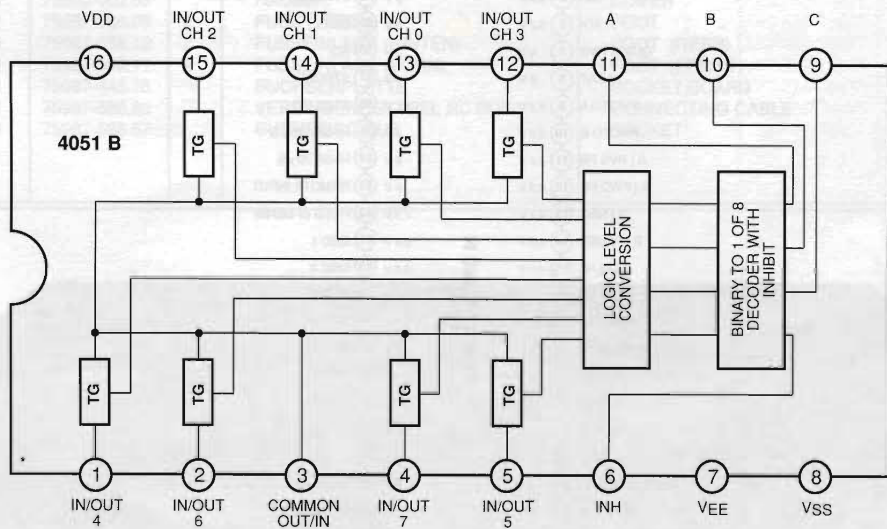 VDD IN/OUT CH 2 IN/OUT CH 1 IN/OUT CH 0 IN/OUT CH 3 A B C
16 15 14 13 12 11 10 9
4051 B
TG TG TG TG
LOGIC LEVEL
CONVERSION
BINARY TO 1 OF 8
DECODER WITH
INHIBIT
TG TG TG TG
1 2 3 4 5 6 7 8
IN/OUT 4 IN/OUT 6 COMMON OUT/IN IN/OUT 7 IN/OUT 5 INH VEE VSS